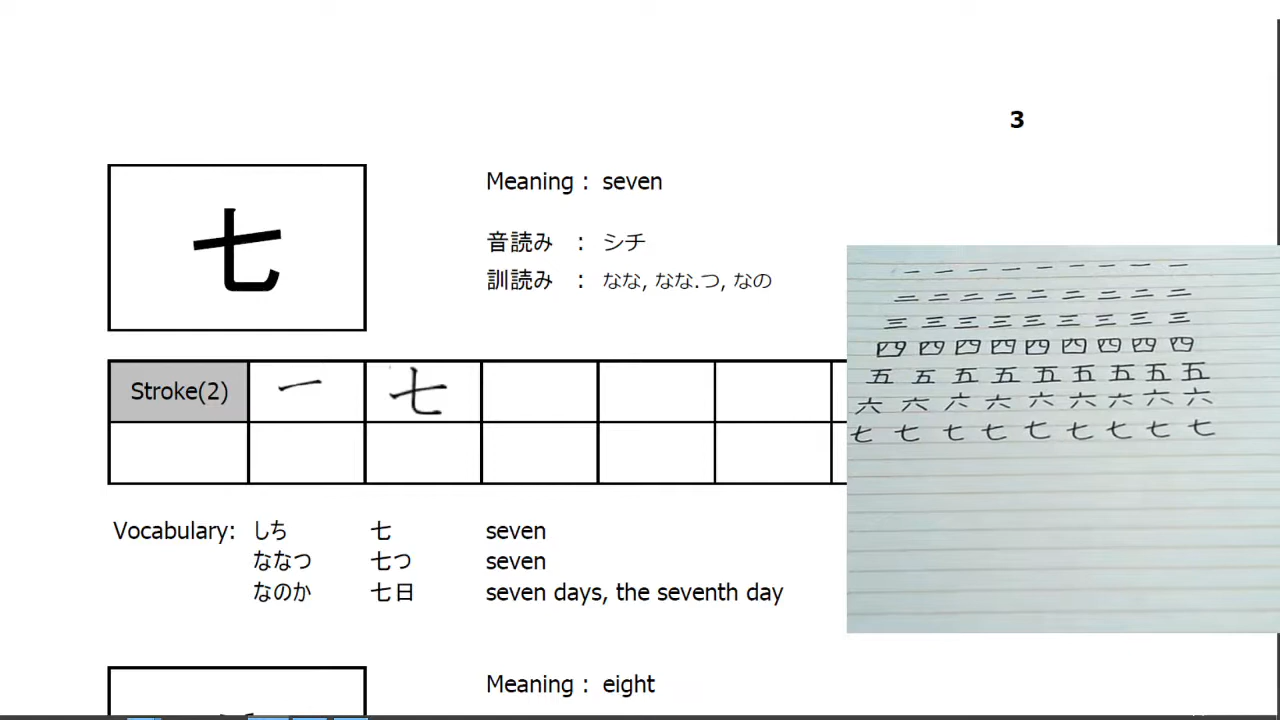 3
七
Meaning : seven
音読み : シチ
訓読み : なな, なな.つ, なの
Stroke(2) 一 七
Vocabulary: しち 七 seven
ななつ 七つ seven
なのか 七日 seven days, the seventh day
Meaning : eight
一 一 一 一 一 一 一 一 一
二 二 二 二 二 二 二 二 二
三 三 三 三 三 三 三 三 三
四 四 四 四 四 四 四 四 四
五 五 五 五 五 五 五 五 五
六 六 六 六 六 六 六 六 六
七 七 七 七 七 七 七 七 七